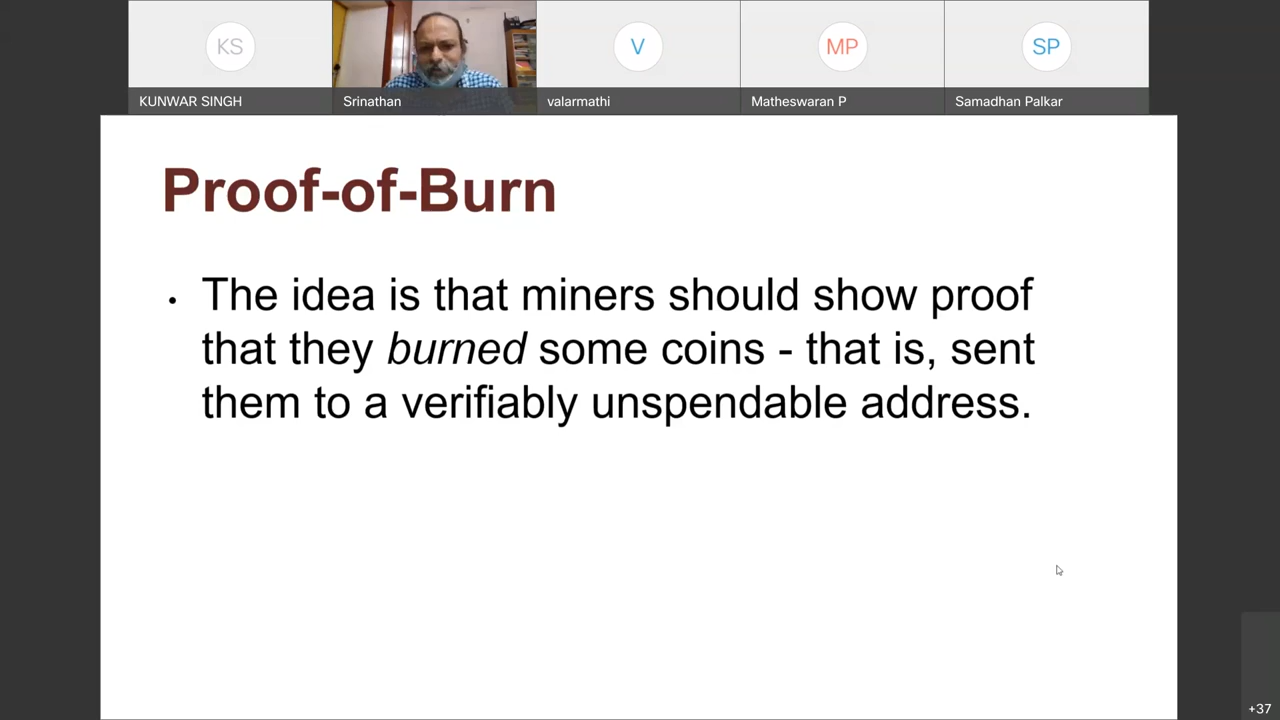 KS
V
MP
SP
KUNWAR SINGH
Srinathan
valarmathi
Matheswaran P
Samadhan Palkar
Proof-of-Burn
• The idea is that miners should show proof
that they burned some coins - that is, sent
them to a verifiably unspendable address.
+37